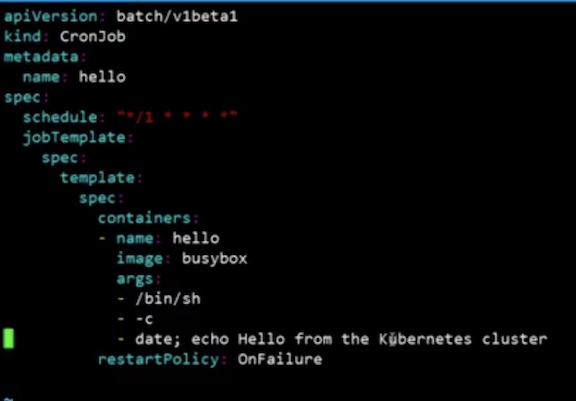 apiVersion: batch/v1beta1
kind: CronJob
metadata:
  name: hello
spec:
  schedule: "*/1 * * * *"
  jobTemplate:
    spec:
      template:
        spec:
          containers:
          - name: hello
            image: busybox
            args:
            - /bin/sh
            - -c
            - date; echo Hello from the Kubernetes cluster
          restartPolicy: OnFailure
~